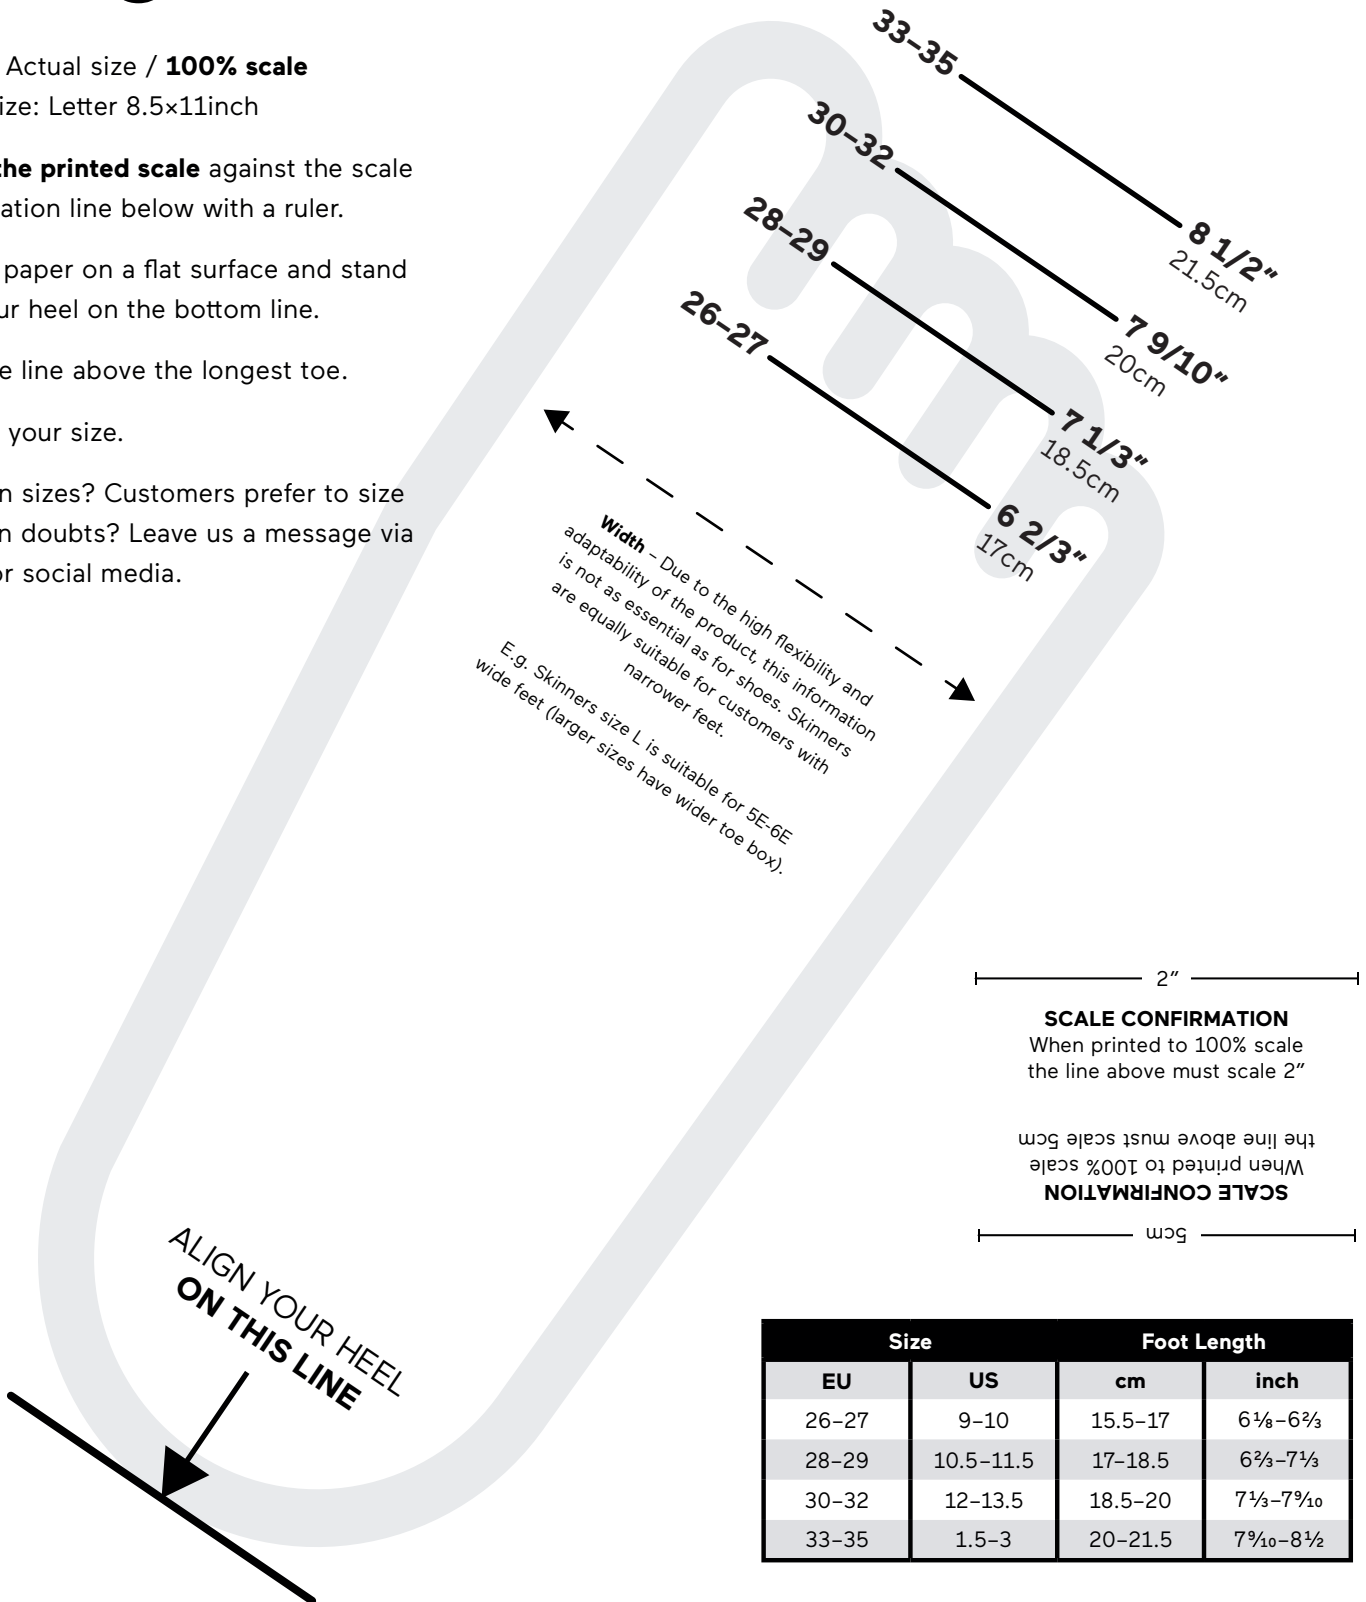 Actual size / 100% scale
ize: Letter 8.5×11inch
the printed scale against the scale
ation line below with a ruler.
paper on a flat surface and stand
ur heel on the bottom line.
e line above the longest toe.
your size.
n sizes? Customers prefer to size
n doubts? Leave us a message via
or social media.
33–35
8 1/2″
21.5cm
30–32
7 9/10″
20cm
28–29
7 1/3″
18.5cm
26–27
6 2/3″
17cm
Width – Due to the high flexibility and
adaptability of the product, this information
is not as essential as for shoes. Skinners
are equally suitable for customers with
narrower feet.
E.g. Skinners size L is suitable for 5E-6E
wide feet (larger sizes have wider toe box).
ALIGN YOUR HEEL
ON THIS LINE
2″
SCALE CONFIRMATION
When printed to 100% scale
the line above must scale 2″
5cm
SCALE CONFIRMATION
When printed to 100% scale
the line above must scale 5cm
Size Foot Length
EU US cm inch
26–27 9–10 15.5–17 6⅛–6⅔
28–29 10.5–11.5 17–18.5 6⅔–7⅓
30–32 12–13.5 18.5–20 7⅓–7⁹⁄₁₀
33–35 1.5–3 20–21.5 7⁹⁄₁₀–8½